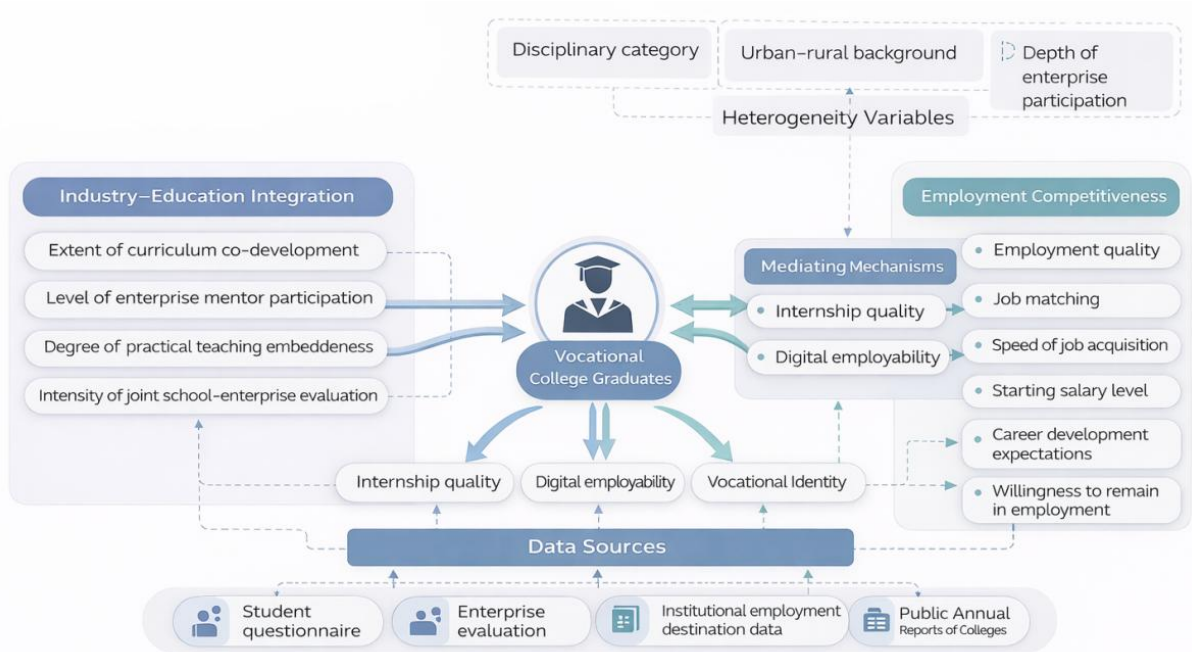 Disciplinary category
Urban–rural background
Depth of
enterprise
participation
Heterogeneity Variables
Industry–Education Integration
Extent of curriculum co-development
Level of enterprise mentor participation
Degree of practical teaching embeddeness
Intensity of joint school-enterprise evaluation
Vocational
College Graduates
Mediating Mechanisms
Internship quality
Digital employability
Employment Competitiveness
Employment quality
Job matching
Speed of job acquisition
Starting salary level
Career development
expectations
Willingness to remain
in employment
Internship quality
Digital employability
Vocational Identity
Data Sources
Student
questionnaire
Enterprise
evaluation
Institutional employment
destination data
Public Annual
Reports of Colleges